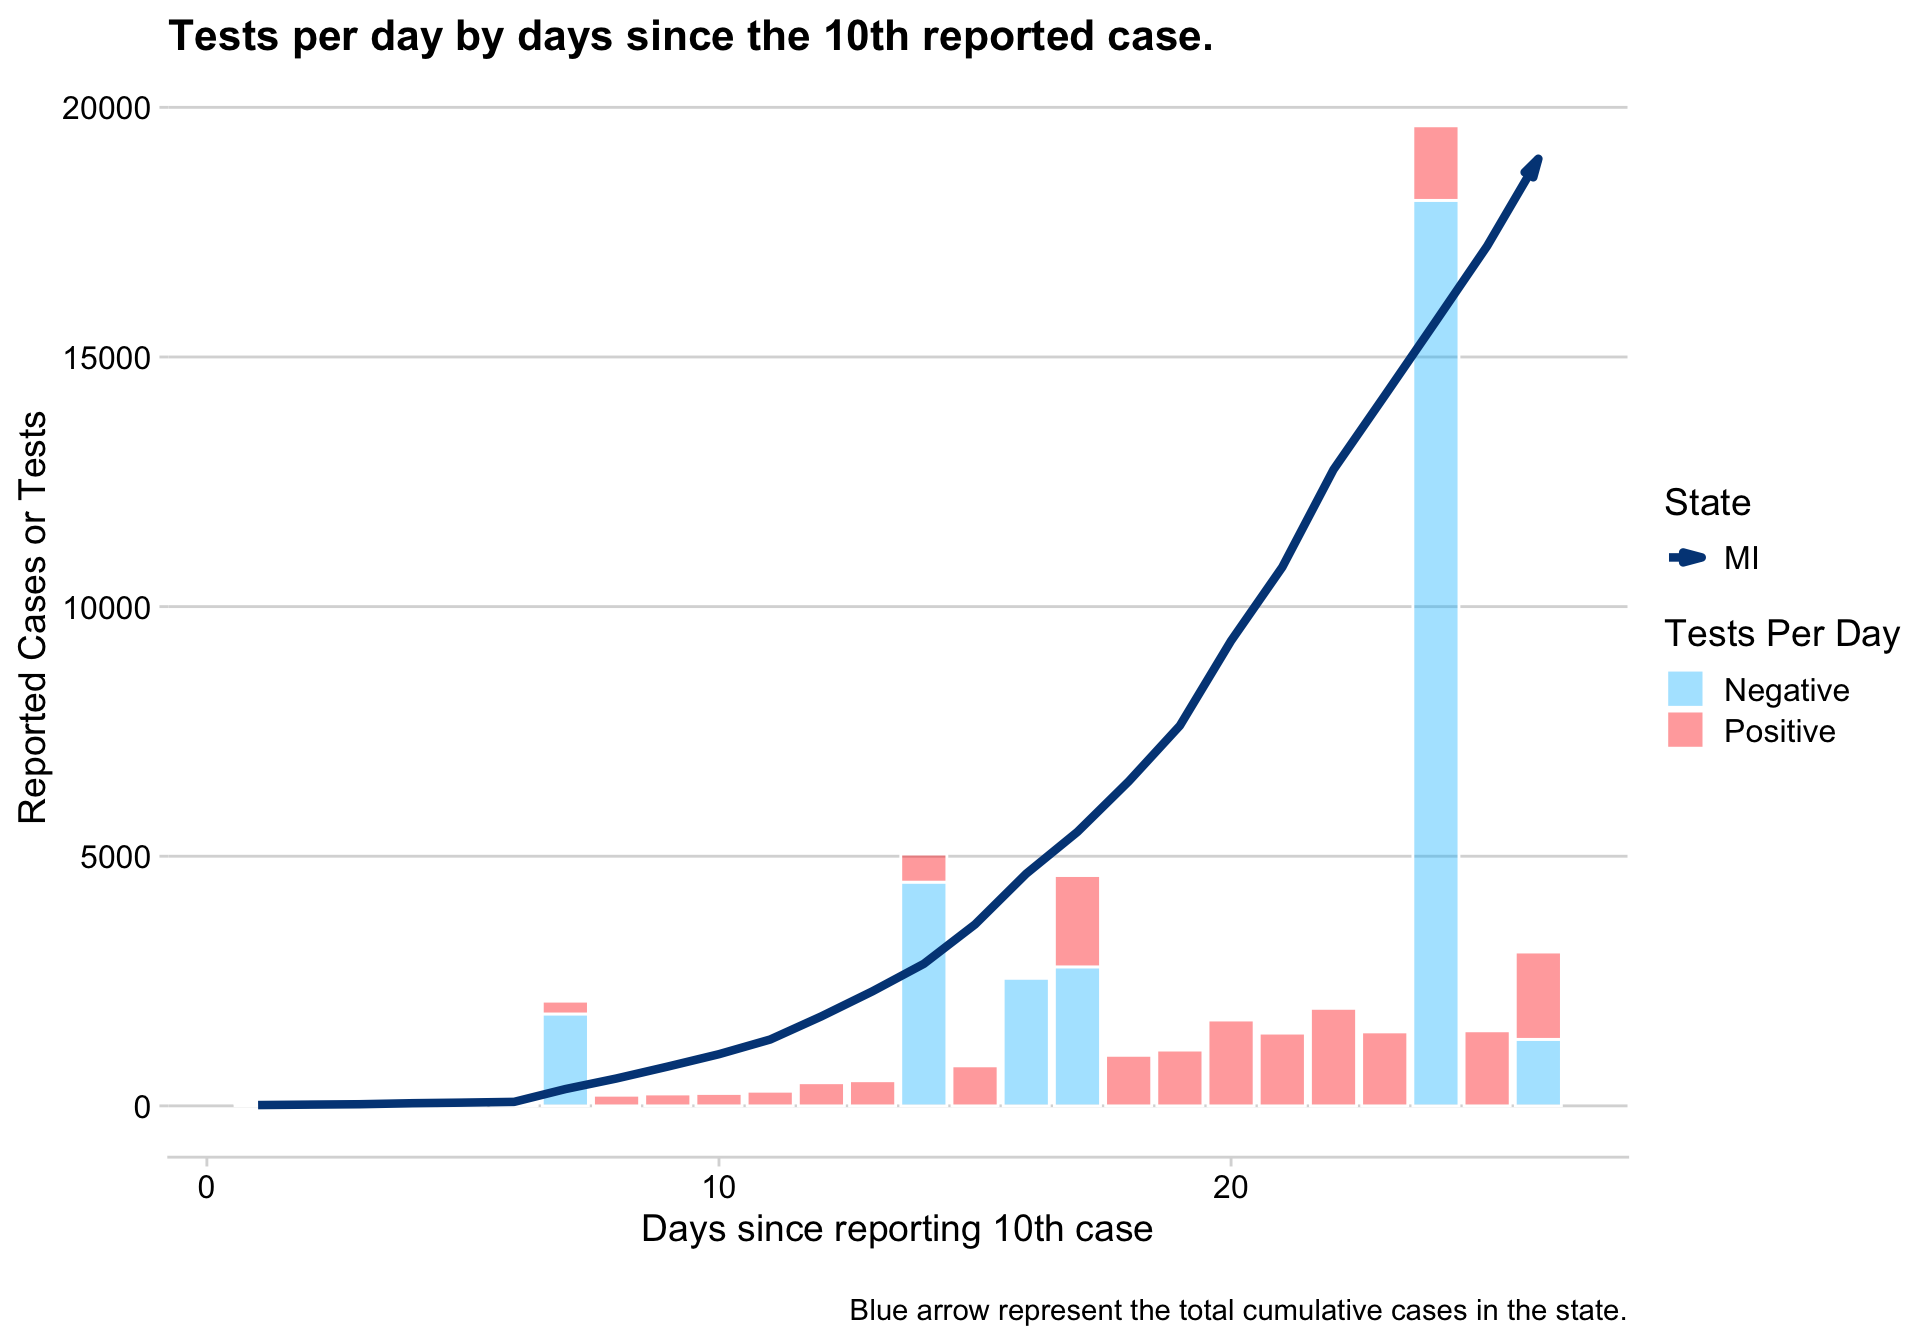 Tests per day by days since the 10th reported case.
20000
15000
10000
5000
0
Reported Cases or Tests
0 10 20
Days since reporting 10th case
State
MI
Tests Per Day
Negative
Positive
Blue arrow represent the total cumulative cases in the state.